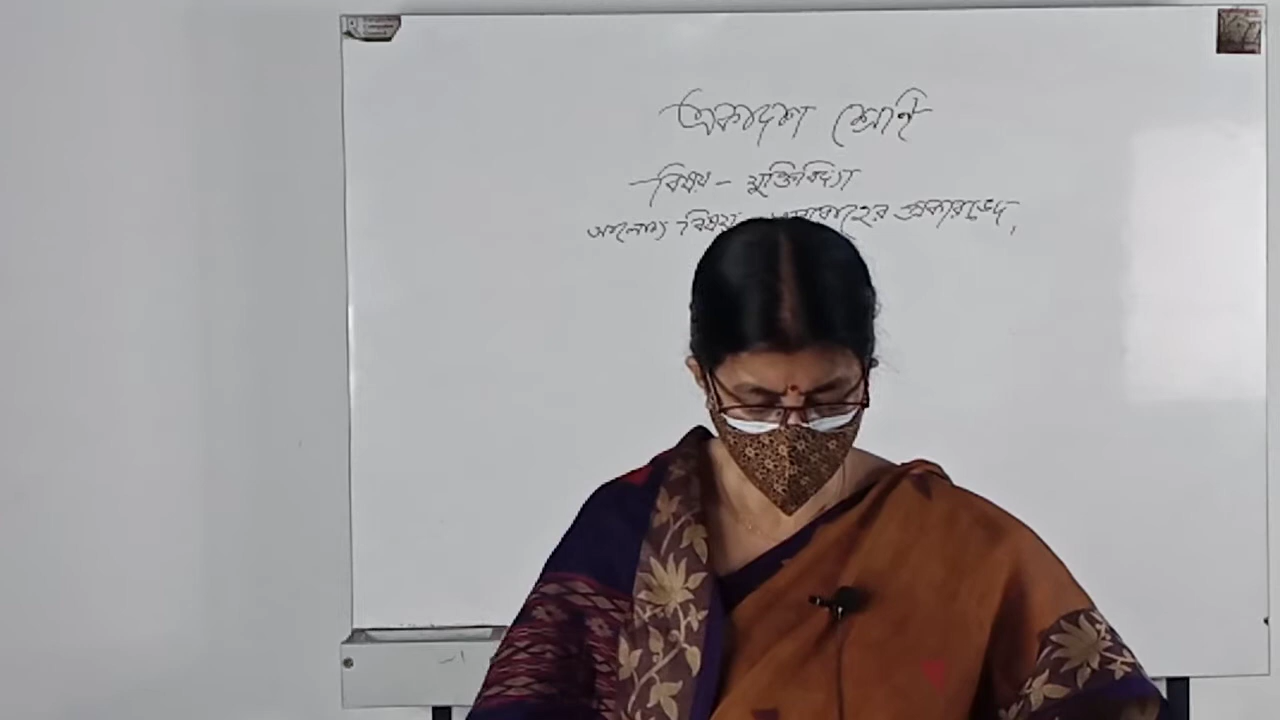 একাদশ শ্রেণি
বিষয় - যুক্তিবিদ্যা
আলোচ্য বিষয় প্রকারভেদ,